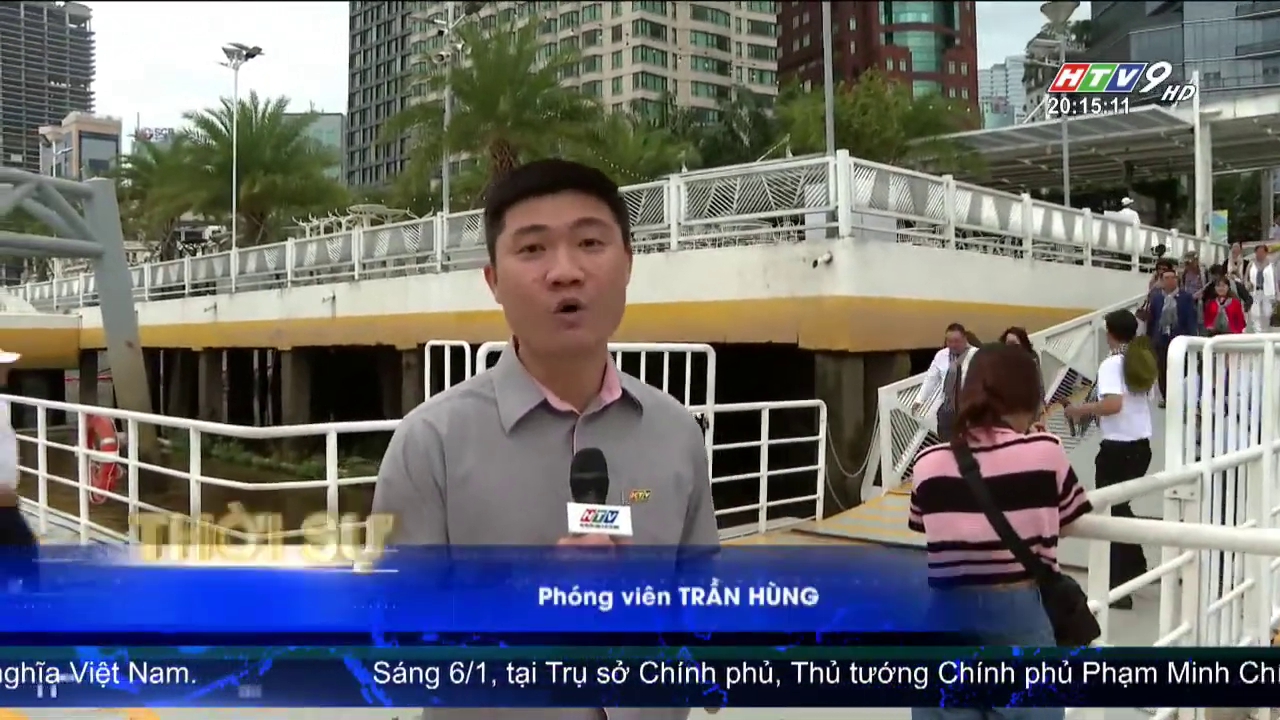 HTV9 HD
20:15:11
HTV
HTV
THỜI SỰ
Phóng viên TRẦN HÙNG
nghĩa Việt Nam. Sáng 6/1, tại Trụ sở Chính phủ, Thủ tướng Chính phủ Phạm Minh Chí